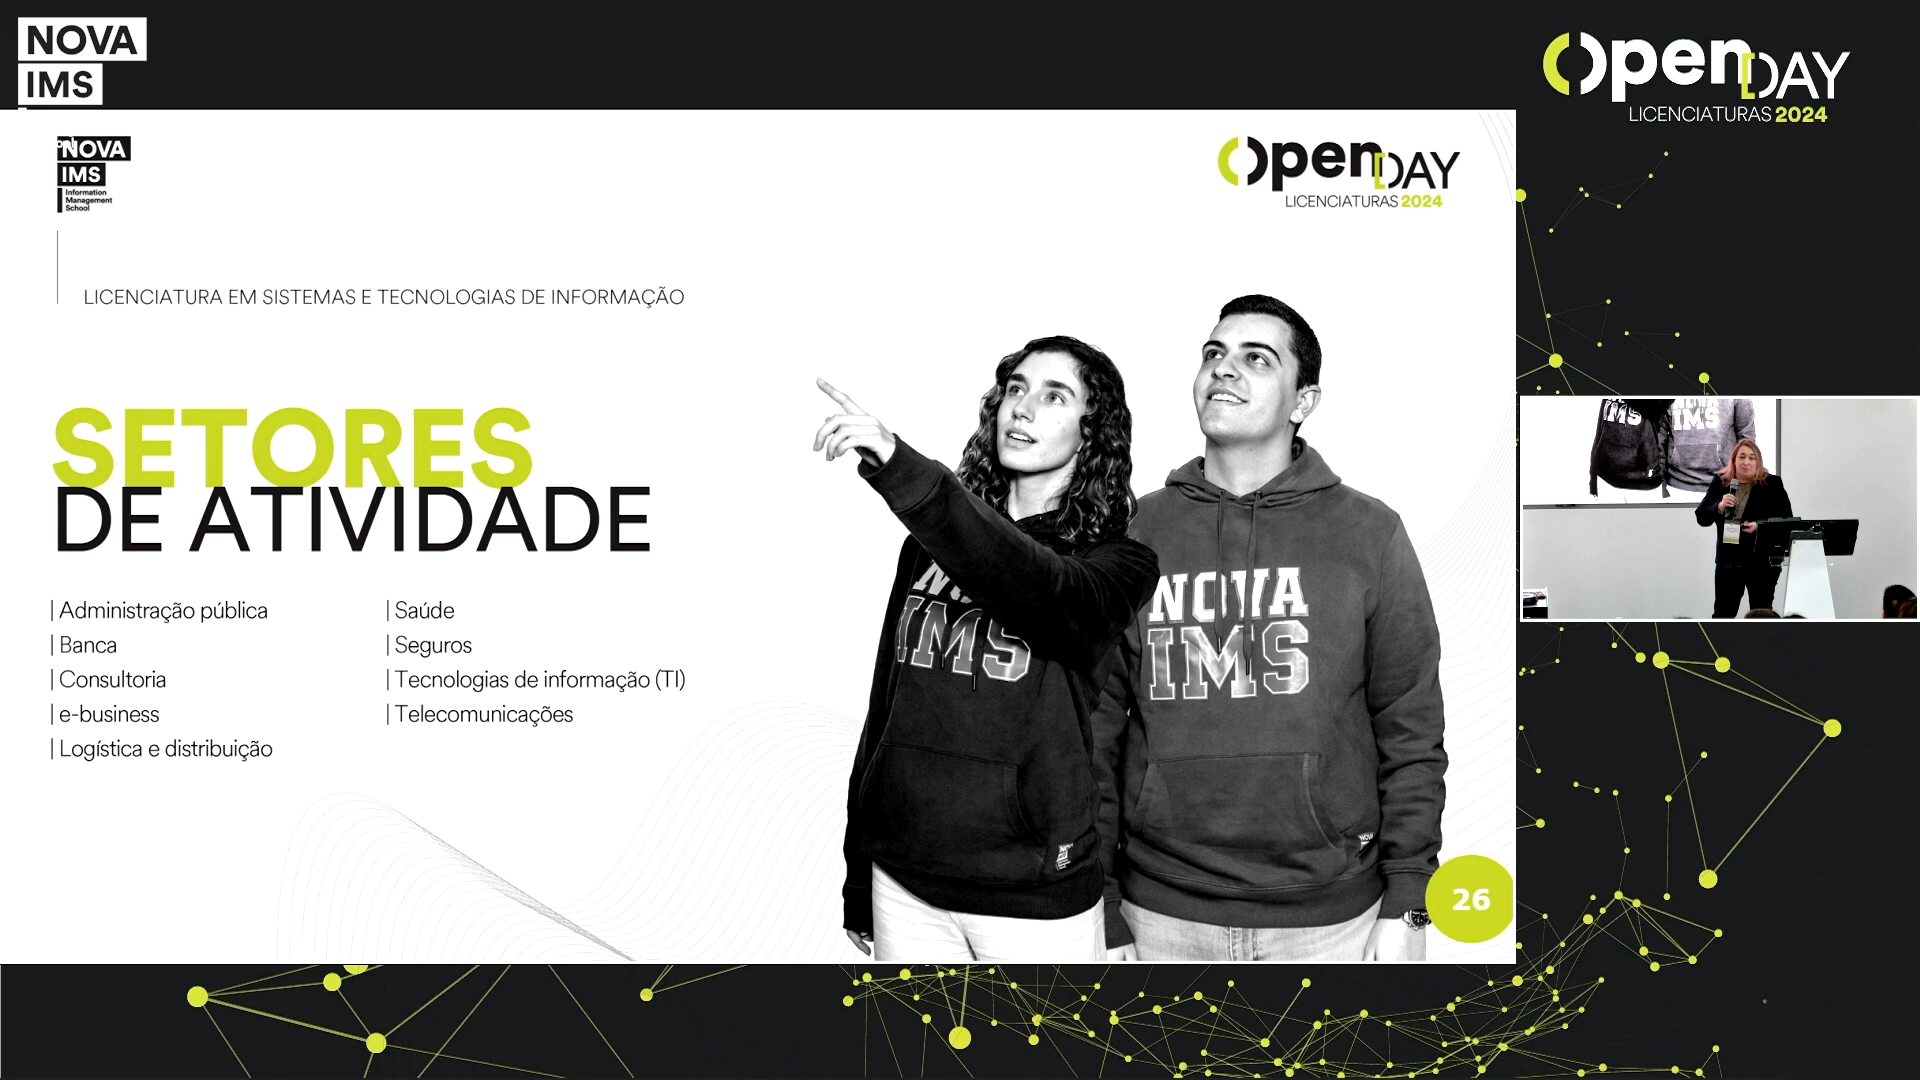 NOVA
IMS
Open DAY
LICENCIATURAS 2024
NOVA
IMS
Information
Management
School
Open DAY
LICENCIATURAS 2024
LICENCIATURA EM SISTEMAS E TECNOLOGIAS DE INFORMAÇÃO
SETORES
DE ATIVIDADE
| Administração pública
| Banca
| Consultoria
| e-business
| Logística e distribuição
| Saúde
| Seguros
| Tecnologias de informação (TI)
| Telecomunicações
IMS
NOVA
IMS
IMS
NOVA
IMS
26